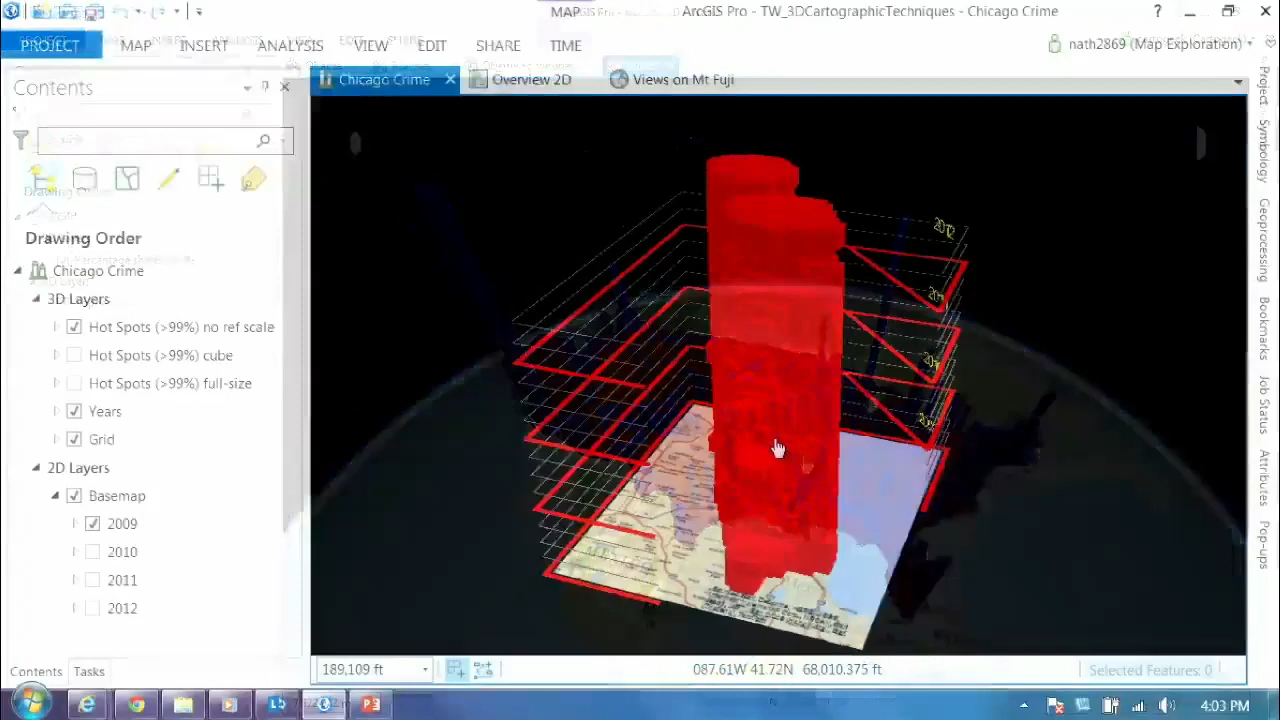 MAP
ArcGIS Pro - TW_3DCartographicTechniques - Chicago Crime
?
PROJECT MAP INSERT ANALYSIS VIEW EDIT SHARE TIME
nath2869 (Map Exploration)
Contents
Chicago Crime
Overview 2D
Views on Mt Fuji
Drawing Order
Chicago Crime
3D Layers
Hot Spots (>99%) no ref scale
Hot Spots (>99%) cube
Hot Spots (>99%) full-size
Years
Grid
2D Layers
Basemap
2009
2010
2011
2012
2012
Project
Symbology
Geoprocessing
Bookmarks
Job Status
Attributes
Pop-ups
Contents Tasks
189,109 ft
087.61W 41.72N 68,010.375 ft
Selected Features: 0
4:03 PM